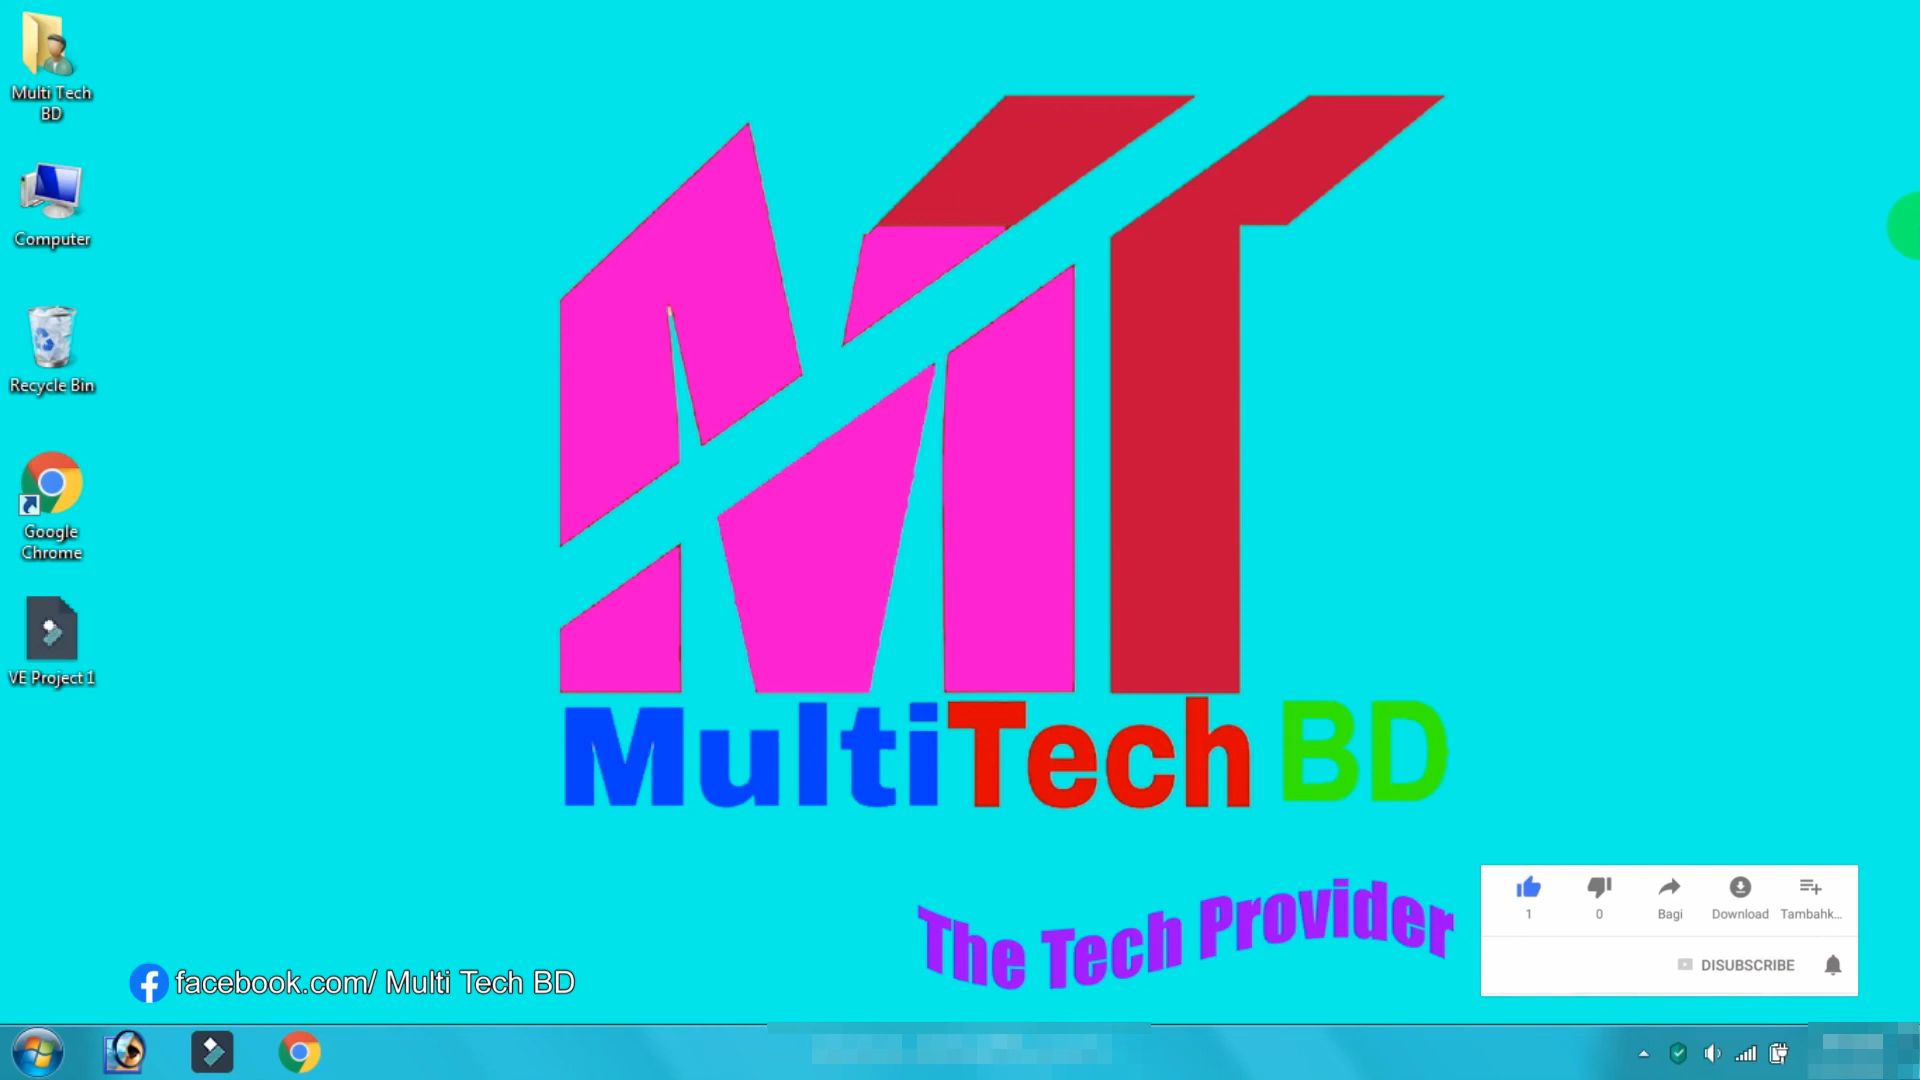 Multi Tech
BD
Computer
Recycle Bin
Google
Chrome
VE Project 1
MT
MultiTech BD
The Tech Provider
facebook.com/ Multi Tech BD
1
0
Bagi
Download
Tambahk...
DISUBSCRIBE